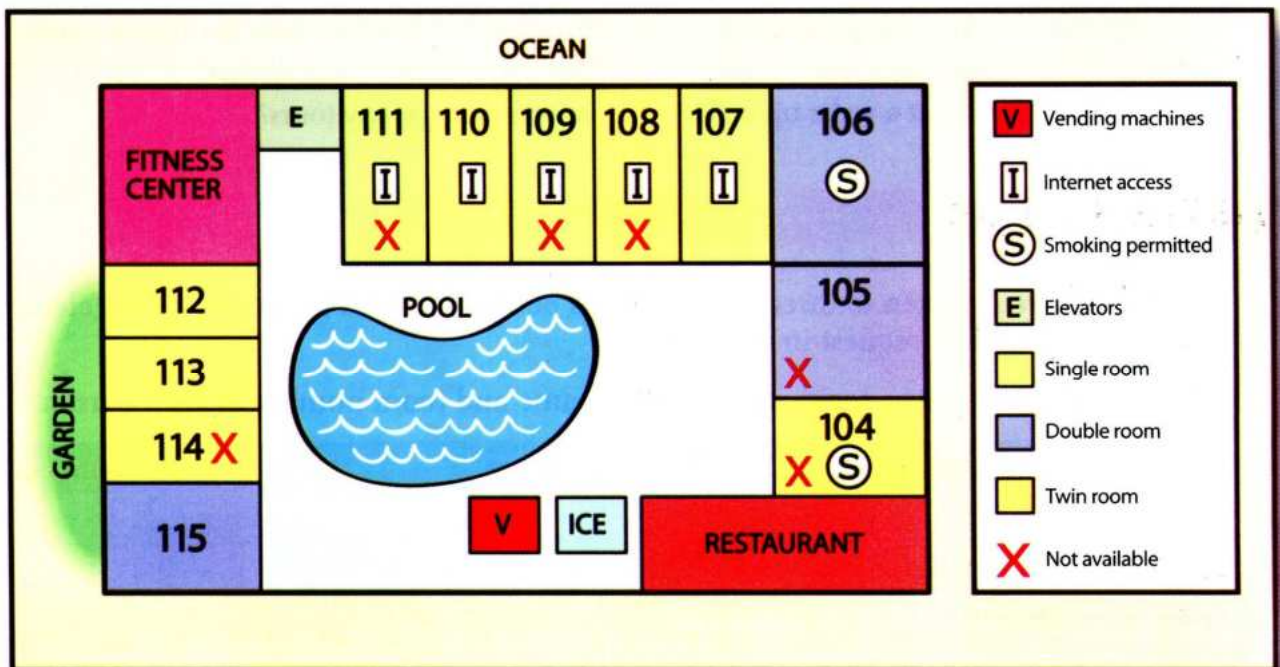 OCEAN
FITNESS
CENTER
E
111
110
109
108
107
106
I
I
I
I
I
S
X
X
X
112
113
114 X
115
GARDEN
POOL
105
X
104
X S
V
ICE
RESTAURANT
V Vending machines
I Internet access
S Smoking permitted
E Elevators
Single room
Double room
Twin room
X Not available